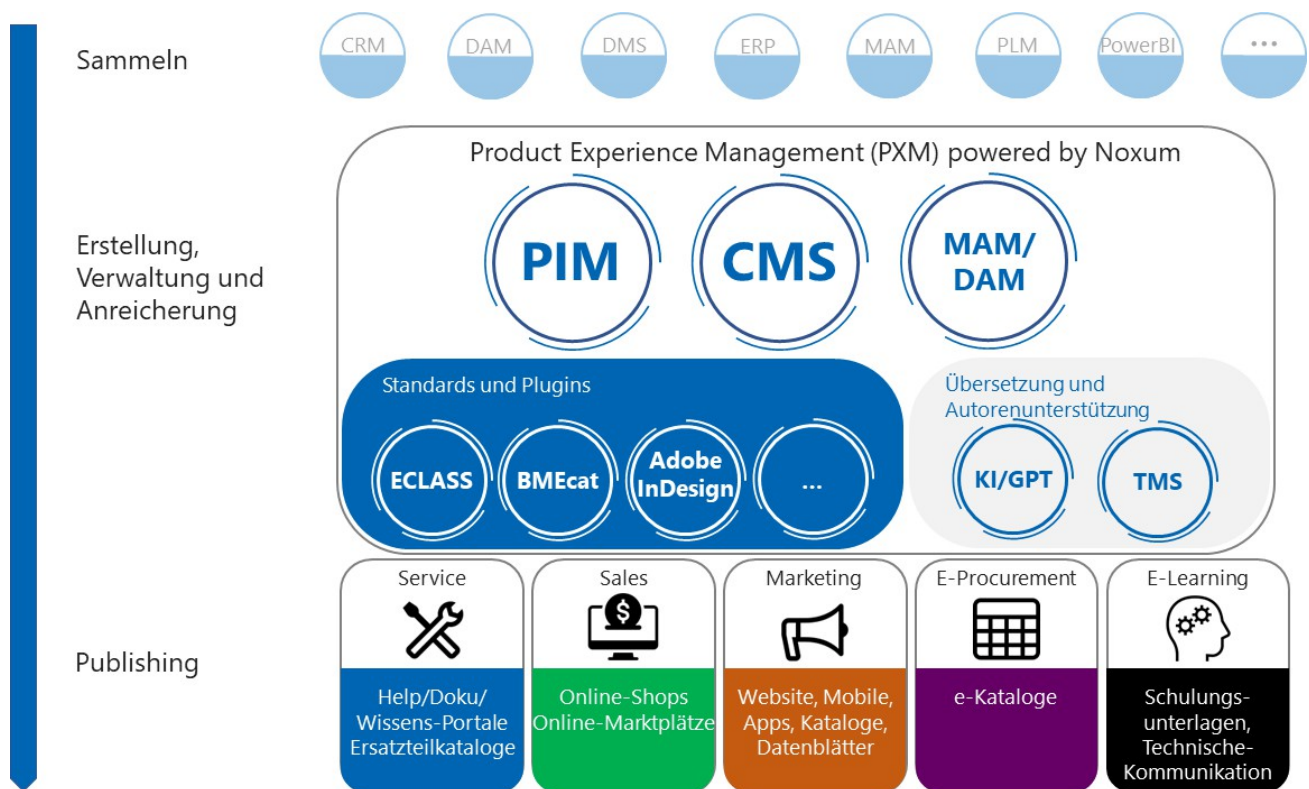 Sammeln
CRM
DAM
DMS
ERP
MAM
PLM
PowerBI
...
Product Experience Management (PXM) powered by Noxum
Erstellung,
Verwaltung und
Anreicherung
PIM
CMS
MAM/
DAM
Standards und Plugins
ECLASS
BMEcat
Adobe
InDesign
...
Übersetzung und
Autorenunterstützung
KI/GPT
TMS
Publishing
Service
Help/Doku/
Wissens-Portale
Ersatzteilkataloge
Sales
$
Online-Shops
Online-Marktplätze
Marketing
Website, Mobile,
Apps, Kataloge,
Datenblätter
E-Procurement
e-Kataloge
E-Learning
Schulungs-
unterlagen,
Technische-
Kommunikation